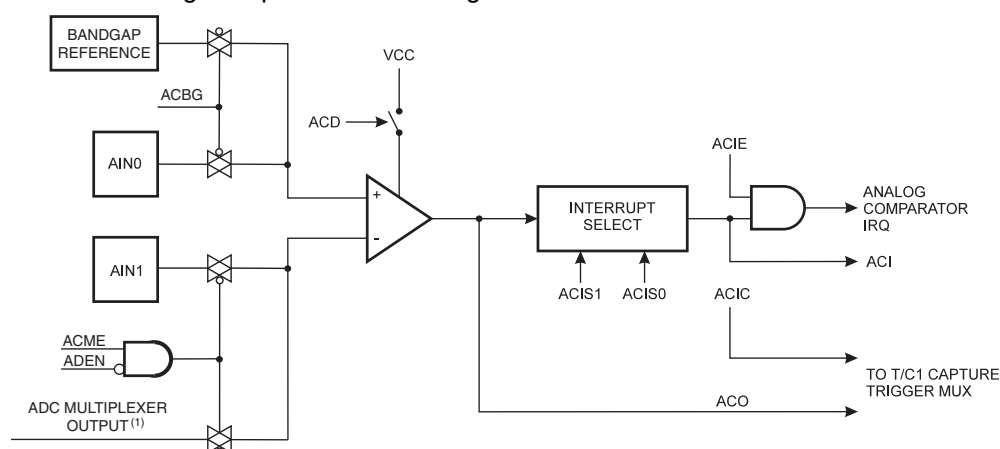 BANDGAP
REFERENCE
VCC
ACBG
ACD
AIN0
ACIE
+
INTERRUPT
SELECT
ANALOG
COMPARATOR
IRQ
-
AIN1
ACI
ACIS1 ACIS0 ACIC
ACME
ADEN
TO T/C1 CAPTURE
TRIGGER MUX
ADC MULTIPLEXER
OUTPUT (1)
ACO